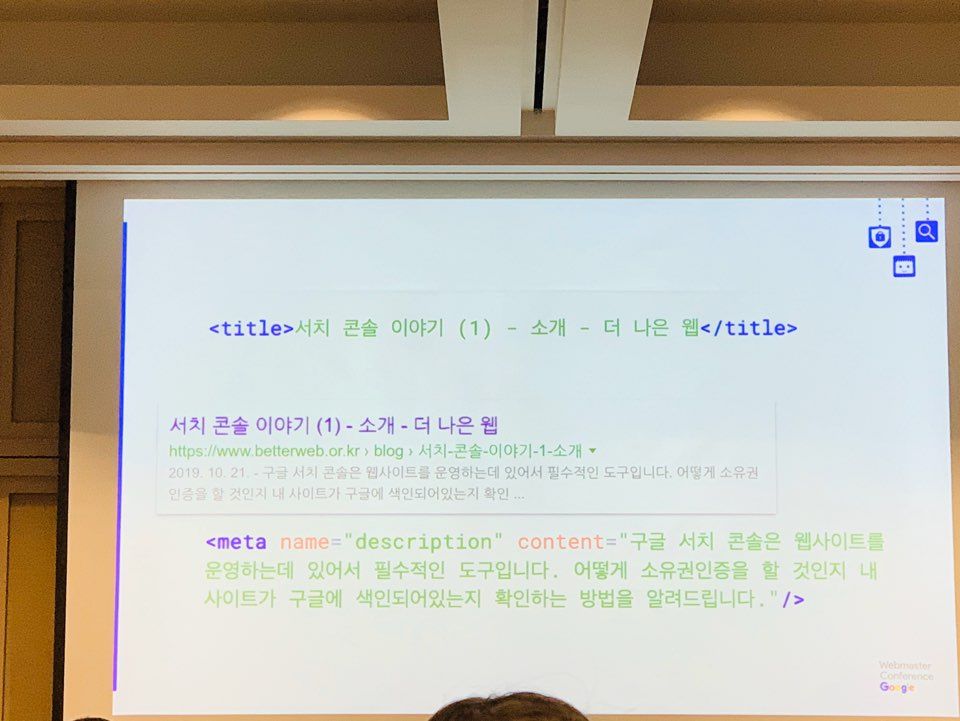 <title>서치 콘솔 이야기 (1) - 소개 - 더 나은 웹</title>
서치 콘솔 이야기 (1) - 소개 - 더 나은 웹
https://www.betterweb.or.kr › blog › 서치-콘솔-이야기-1-소개 ▾
2019. 10. 21. - 구글 서치 콘솔은 웹사이트를 운영하는데 있어서 필수적인 도구입니다. 어떻게 소유권
인증을 할 것인지 내 사이트가 구글에 색인되어있는지 확인 ...
<meta name="description" content="구글 서치 콘솔은 웹사이트를
운영하는데 있어서 필수적인 도구입니다. 어떻게 소유권인증을 할 것인지 내
사이트가 구글에 색인되어있는지 확인하는 방법을 알려드립니다."/>
Webmaster
Conference
Google